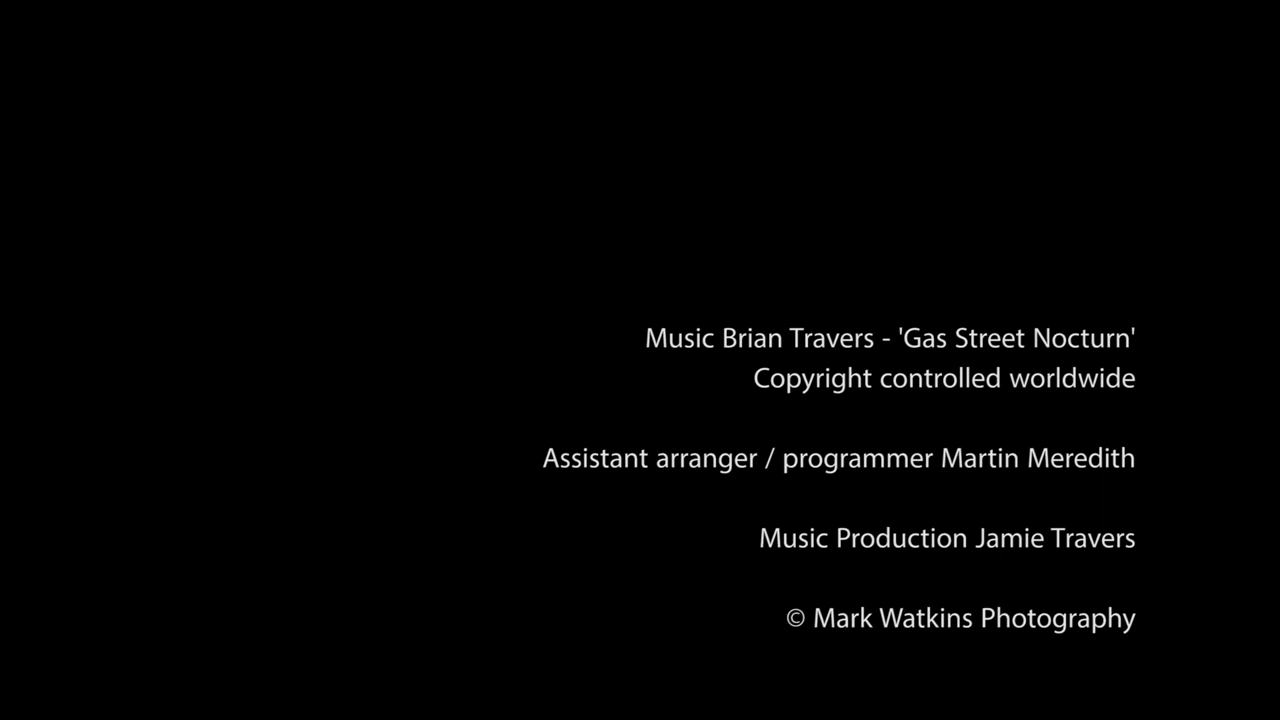 Music Brian Travers - 'Gas Street Nocturn'
Copyright controlled worldwide
Assistant arranger / programmer Martin Meredith
Music Production Jamie Travers
© Mark Watkins Photography